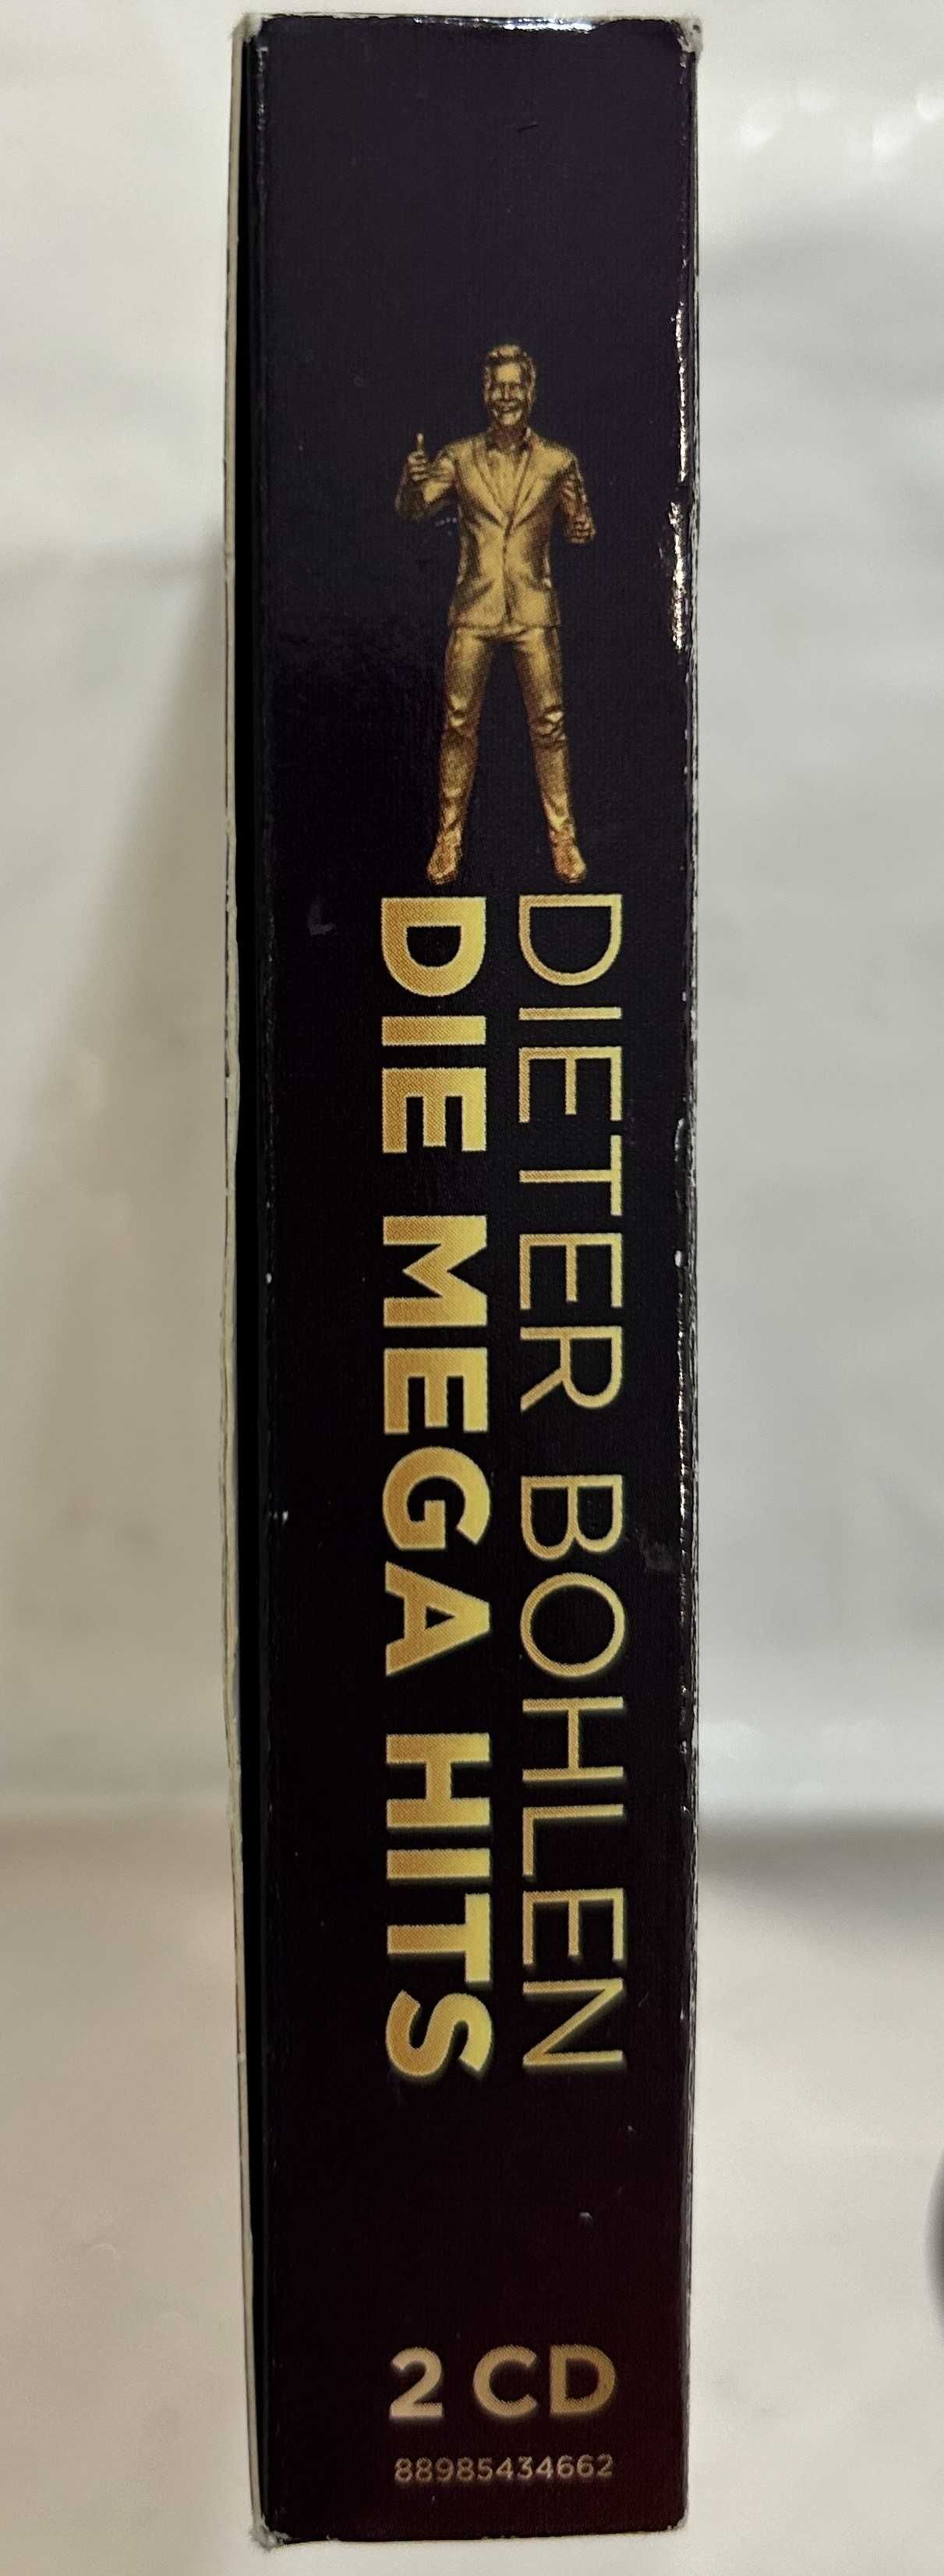 DIETER BOHLEN
DIE MEGA HITS
2 CD
88985434662